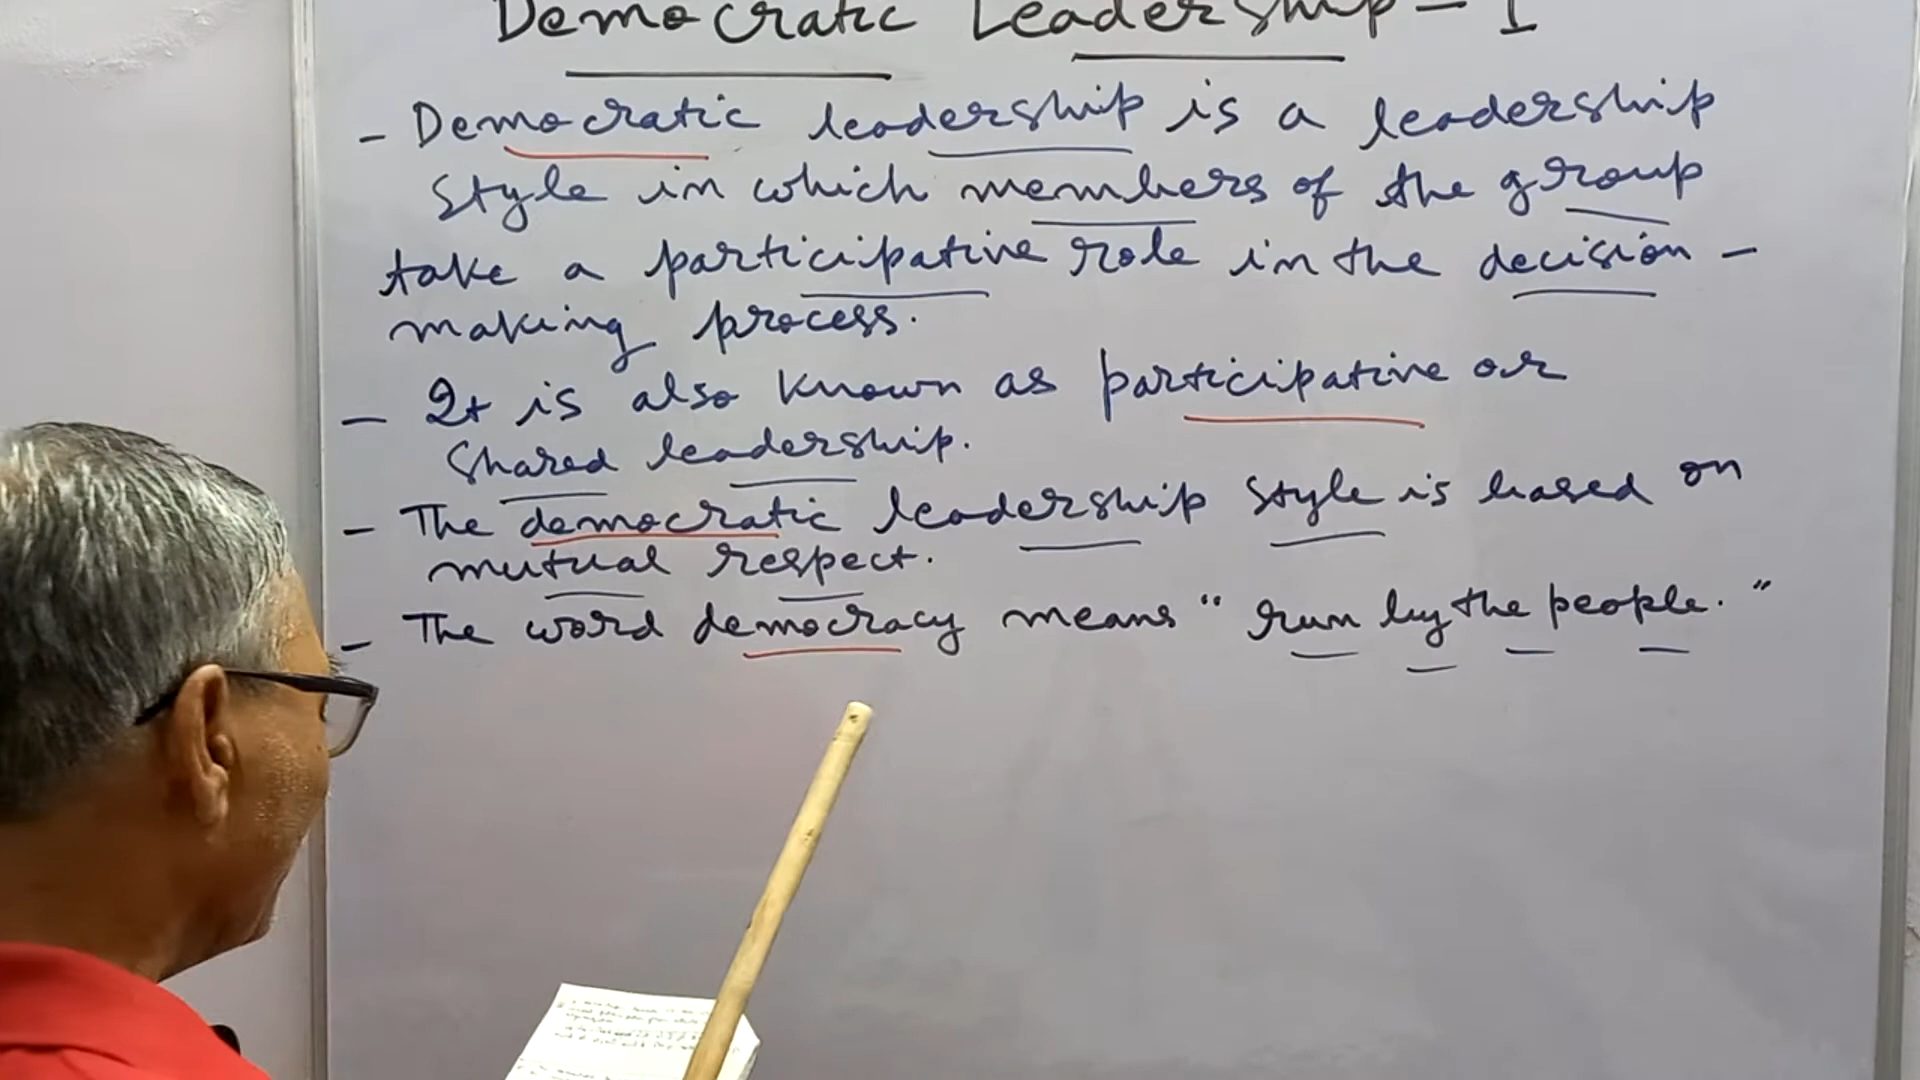 Democratic Leadership - I
- Democratic leadership is a leadership
style in which members of the group
take a participative role in the decision -
making process.
- It is also known as participative or
shared leadership.
- The democratic leadership style is based on
mutual respect.
- The word democracy means " run by the people. "